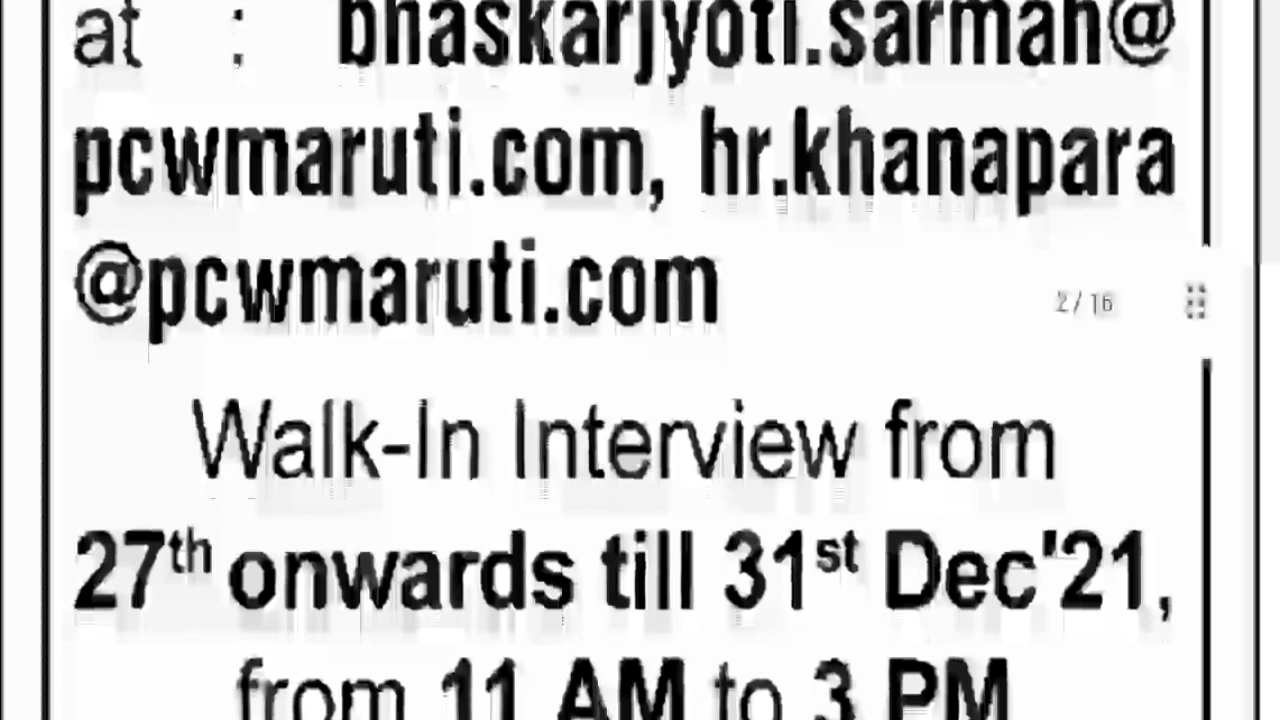 at : bhaskarjyoti.sarmah@
pcwmaruti.com, hr.khanapara
@pcwmaruti.com
2/16
Walk-In Interview from
27th onwards till 31st Dec'21,
from 11 AM to 3 PM